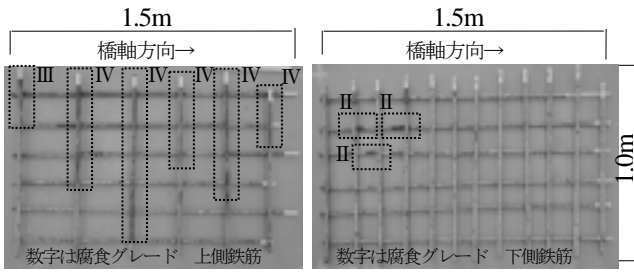 1.5m
橋軸方向→
Ⅲ Ⅳ Ⅳ Ⅳ Ⅳ Ⅳ
数字は腐食グレード 上側鉄筋
1.5m
橋軸方向→
Ⅱ Ⅱ
Ⅱ
数字は腐食グレード 下側鉄筋
1.0m